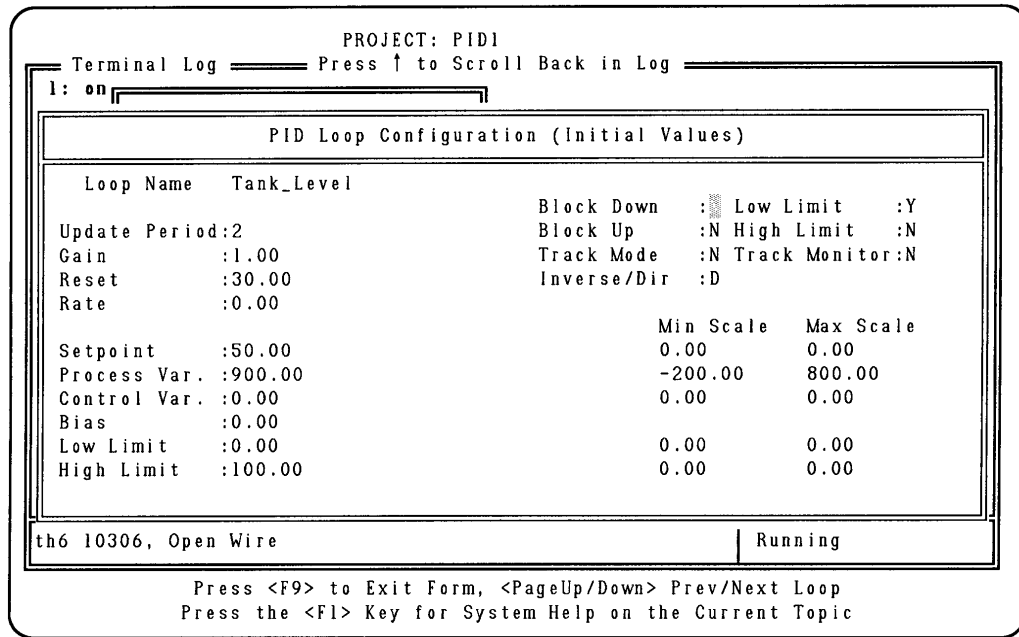 PROJECT: PID1
Terminal Log Press ↑ to Scroll Back in Log
1: on
PID Loop Configuration (Initial Values)
Loop Name Tank_Level
Block Down : Low Limit :Y
Update Period:2 Block Up :N High Limit :N
Gain :1.00 Track Mode :N Track Monitor:N
Reset :30.00 Inverse/Dir :D
Rate :0.00
Min Scale Max Scale
Setpoint :50.00 0.00 0.00
Process Var. :900.00 -200.00 800.00
Control Var. :0.00 0.00 0.00
Bias :0.00
Low Limit :0.00 0.00 0.00
High Limit :100.00 0.00 0.00
th6 10306, Open Wire Running
Press <F9> to Exit Form, <PageUp/Down> Prev/Next Loop
Press the <F1> Key for System Help on the Current Topic